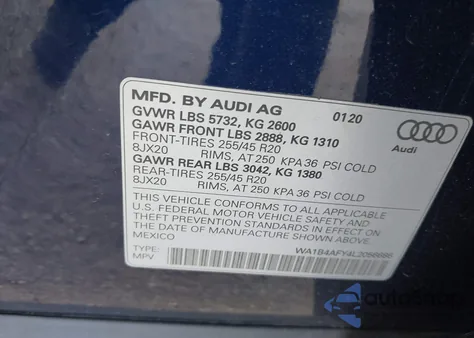 MFD. BY AUDI AG 0120
GVWR LBS 5732, KG 2600
GAWR FRONT LBS 2888, KG 1310
FRONT-TIRES 255/45 R20
8JX20 RIMS, AT 250 KPA 36 PSI COLD
GAWR REAR LBS 3042, KG 1380
REAR-TIRES 255/45 R20
8JX20 RIMS, AT 250 KPA 36 PSI COLD
THIS VEHICLE CONFORMS TO ALL APPLICABLE
U.S. FEDERAL MOTOR VEHICLE SAFETY AND
THEFT PREVENTION STANDARDS IN EFFECT ON
THE DATE OF MANUFACTURE SHOWN ABOVE.
MEXICO
TYPE:
MPV
Audi